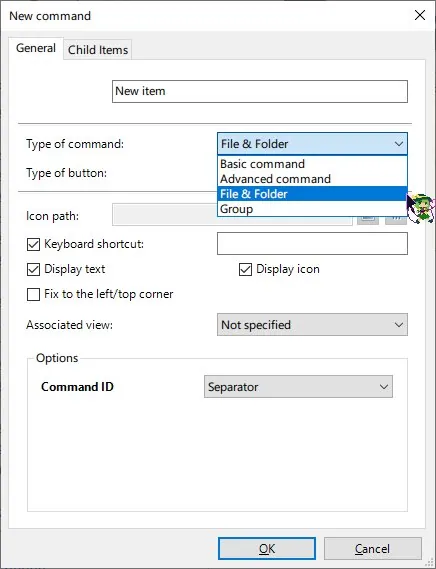 New command
General
Child Items
New item
Type of command:
File & Folder
Basic command
Advanced command
File & Folder
Group
Type of button:
Icon path:
Keyboard shortcut:
Display text
Display icon
Fix to the left/top corner
Associated view:
Not specified
Options
Command ID
Separator
OK
Cancel